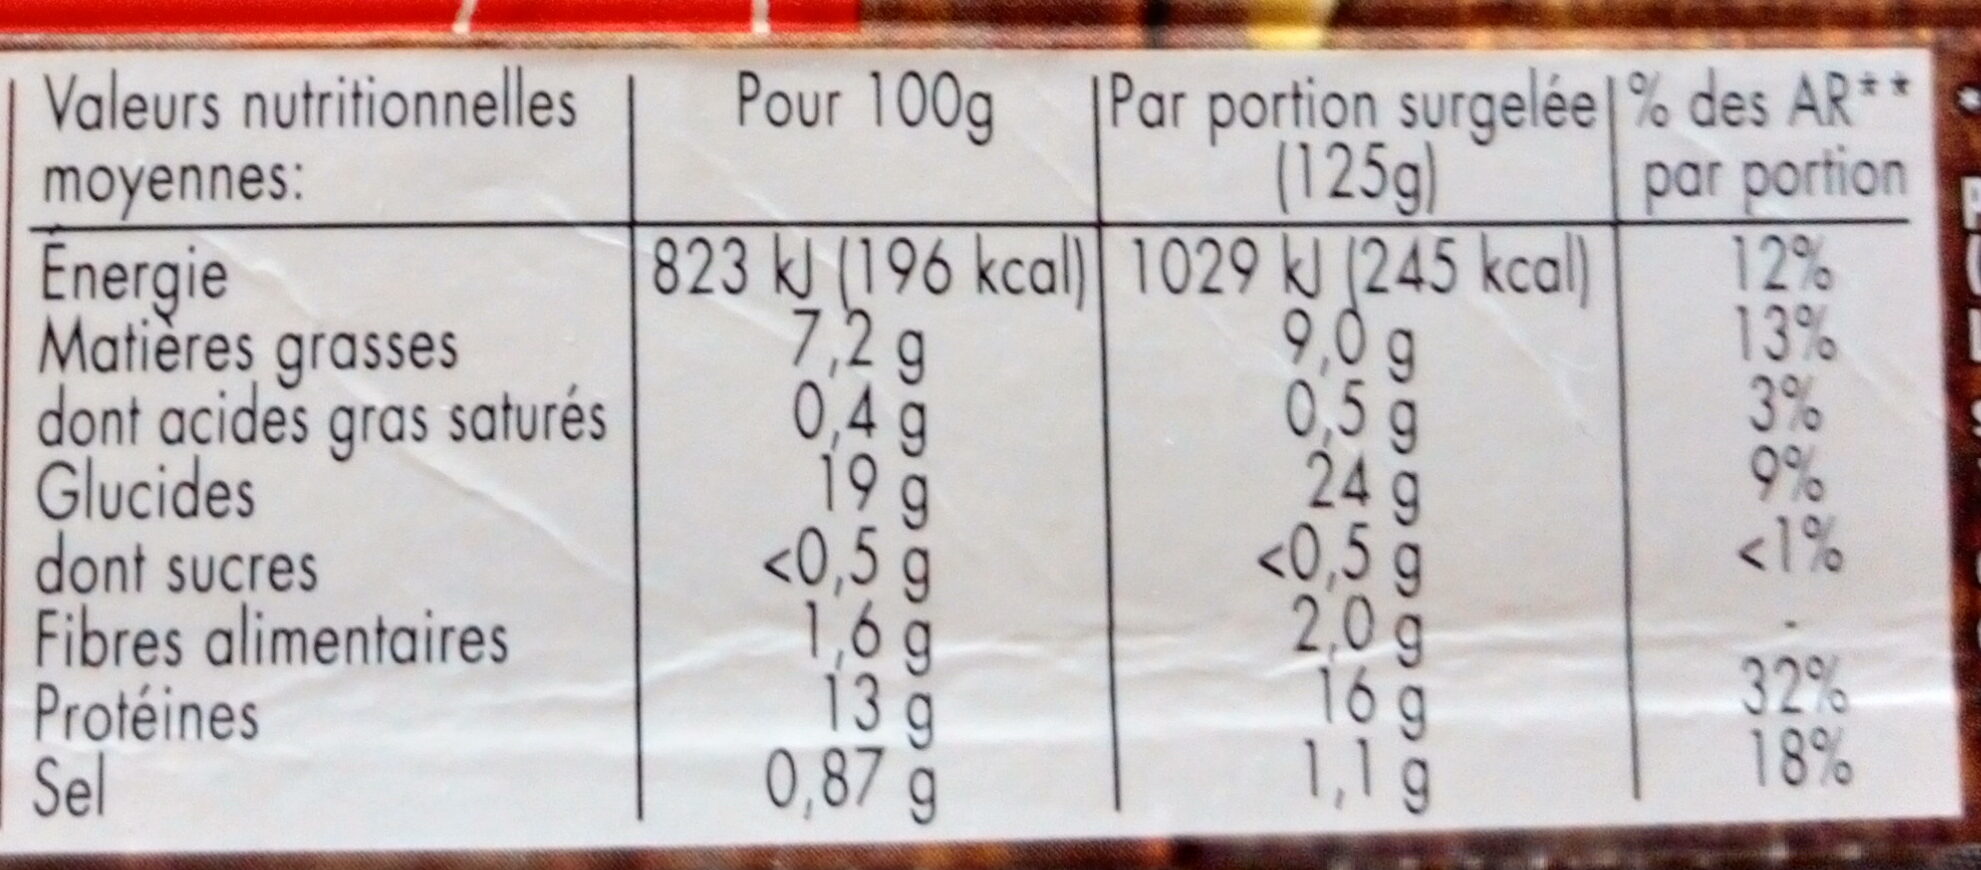 Valeurs nutritionnelles moyennes: Pour 100g Par portion surgelée (125g) % des AR** par portion
Énergie 823 kJ (196 kcal) 1029 kJ (245 kcal) 12%
Matières grasses 7,2 g 9,0 g 13%
dont acides gras saturés 0,4 g 0,5 g 3%
Glucides 19 g 24 g 9%
dont sucres <0,5 g <0,5 g <1%
Fibres alimentaires 1,6 g 2,0 g -
Protéines 13 g 16 g 32%
Sel 0,87 g 1,1 g 18%